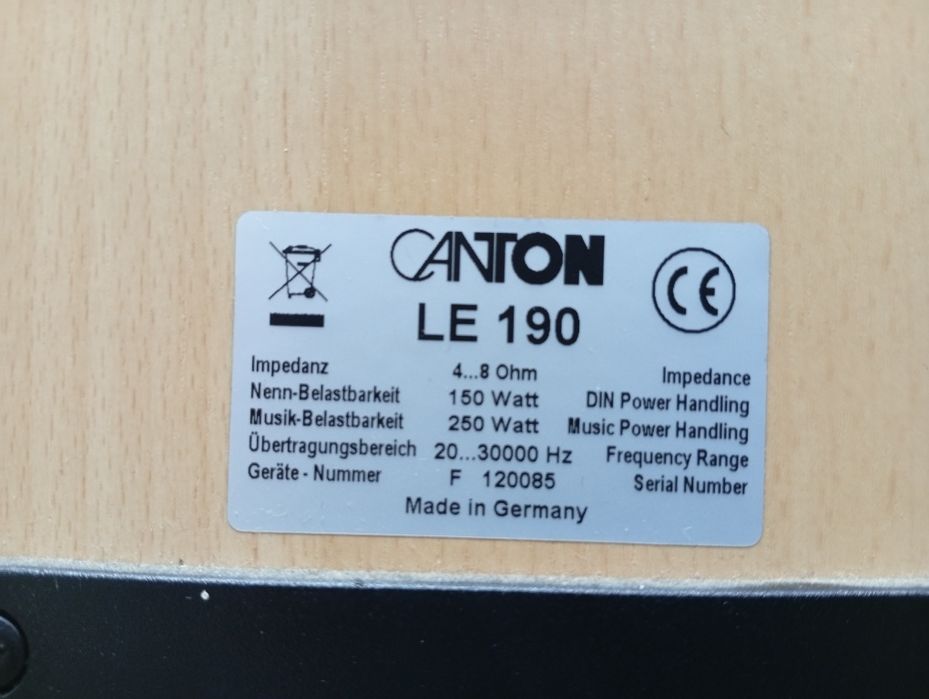 CANTON
CE
LE 190
Impedanz 4...8 Ohm Impedance
Nenn-Belastbarkeit 150 Watt DIN Power Handling
Musik-Belastbarkeit 250 Watt Music Power Handling
Übertragungsbereich 20...30000 Hz Frequency Range
Geräte - Nummer F 120085 Serial Number
Made in Germany